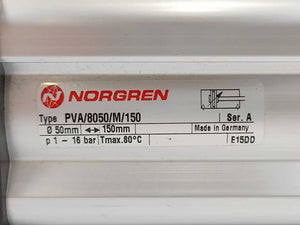 NORGREN
Type PVA/8050/M/150 Ser. A
Ø 50mm ◄-► 150mm Made in Germany
p 1 - 16 bar Tmax.80°C E15DD